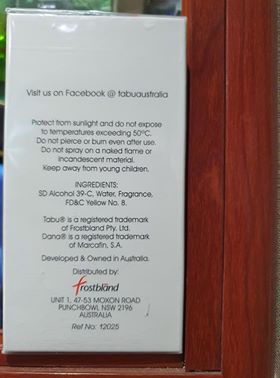 Visit us on Facebook @ tabuaustralia
Protect from sunlight and do not expose
to temperatures exceeding 50°C.
Do not pierce or burn even after use.
Do not spray on a naked flame or
incandescent material.
Keep away from young children.
INGREDIENTS:
SD Alcohol 39-C, Water, Fragrance,
FD&C Yellow No. 8.
Tabu® is a registered trademark
of Frostbland Pty. Ltd.
Dana® is a registered trademark
of Marcafin, S.A.
Developed & Owned in Australia.
Distributed by:
frostbland
UNIT 1, 47-53 MOXON ROAD
PUNCHBOWL NSW 2196
AUSTRALIA
Ref No: 12025